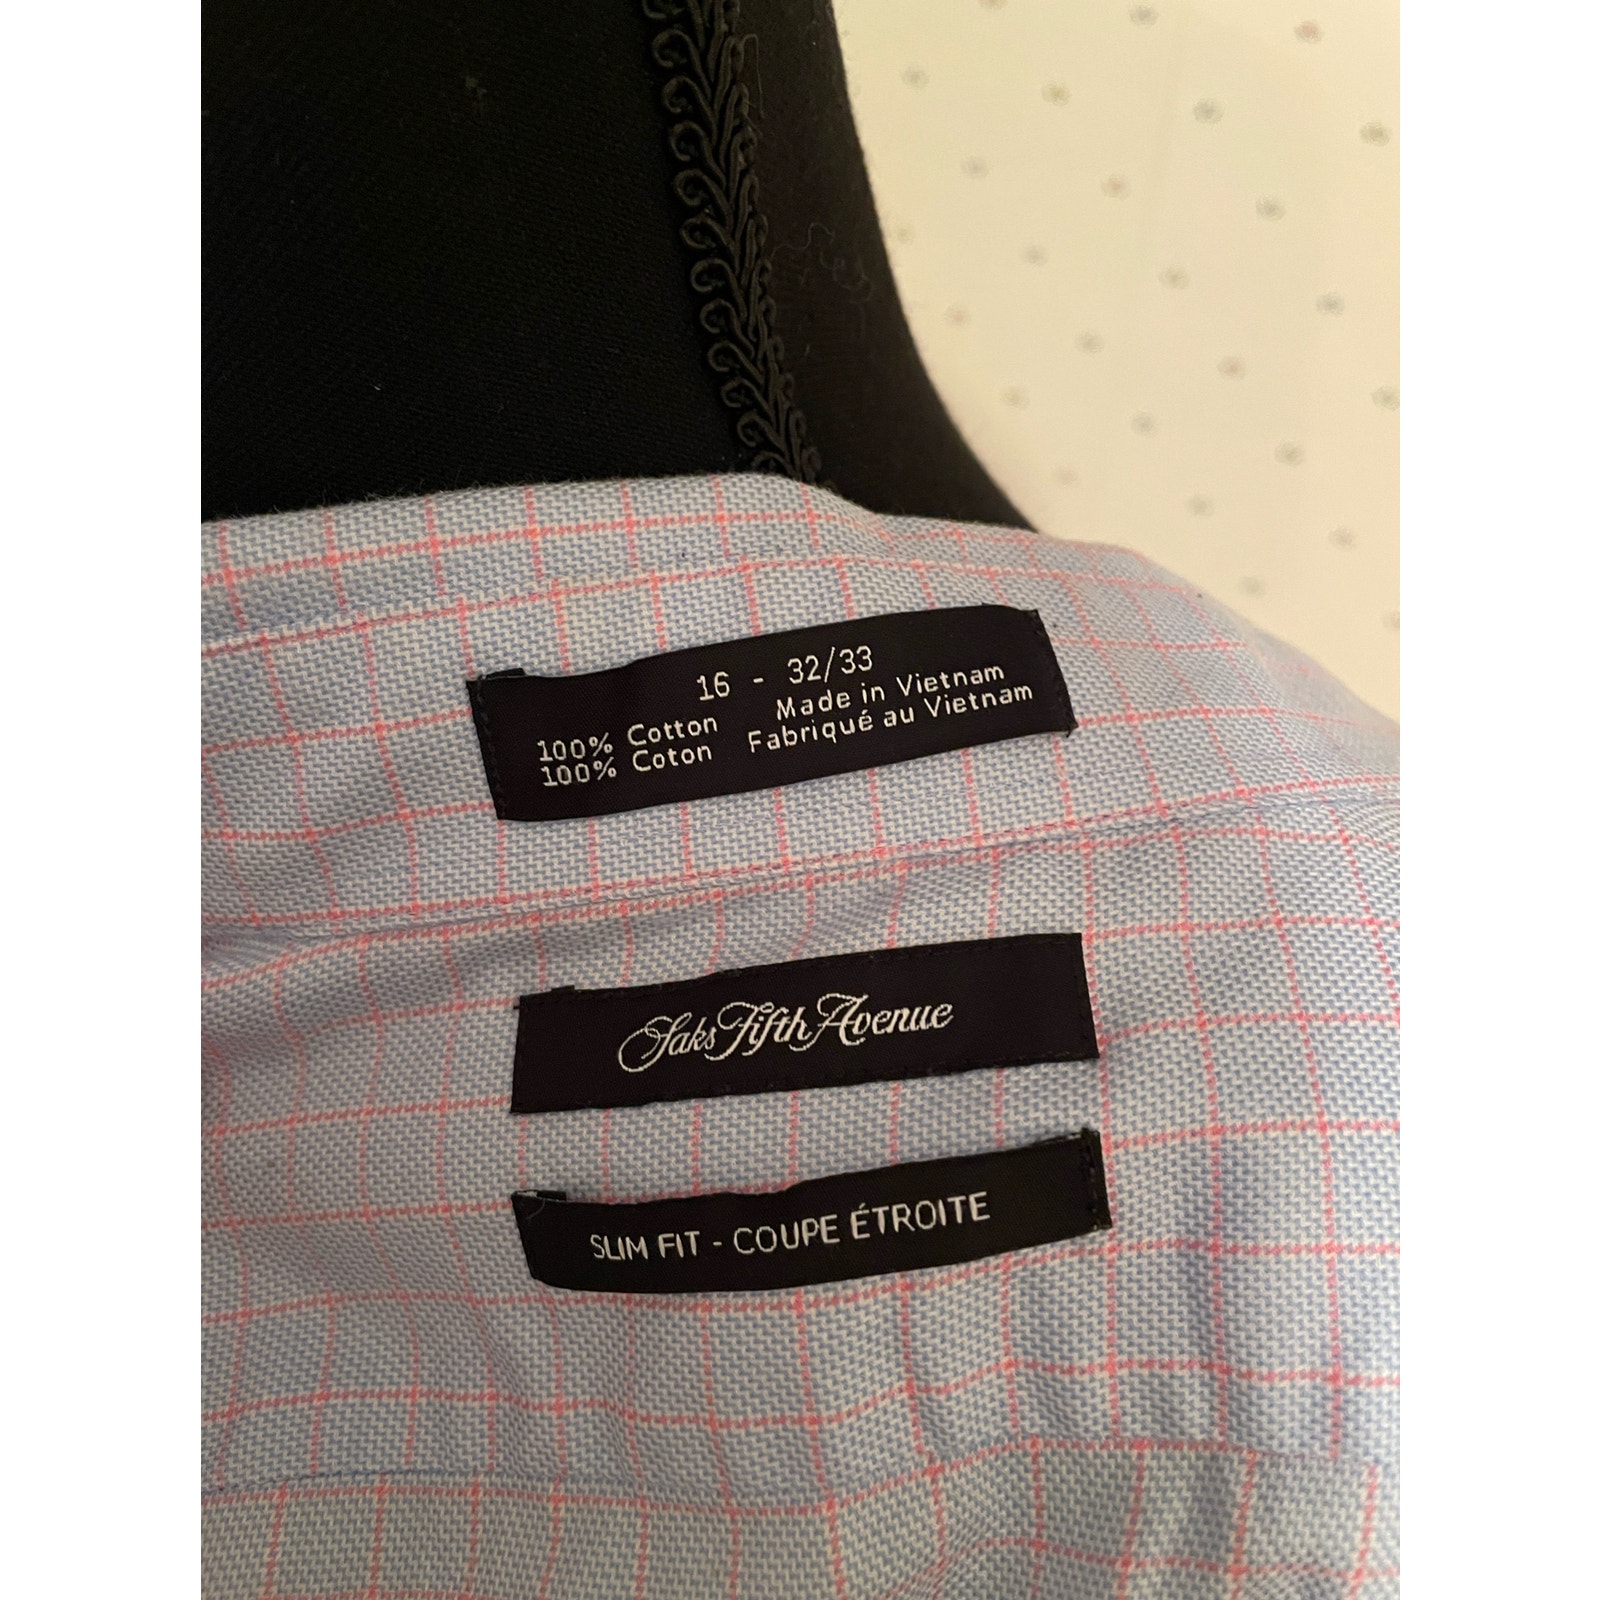 16 - 32/33
100% Cotton Made in Vietnam
100% Coton Fabriqué au Vietnam
Saks Fifth Avenue
SLIM FIT - COUPE ÉTROITE